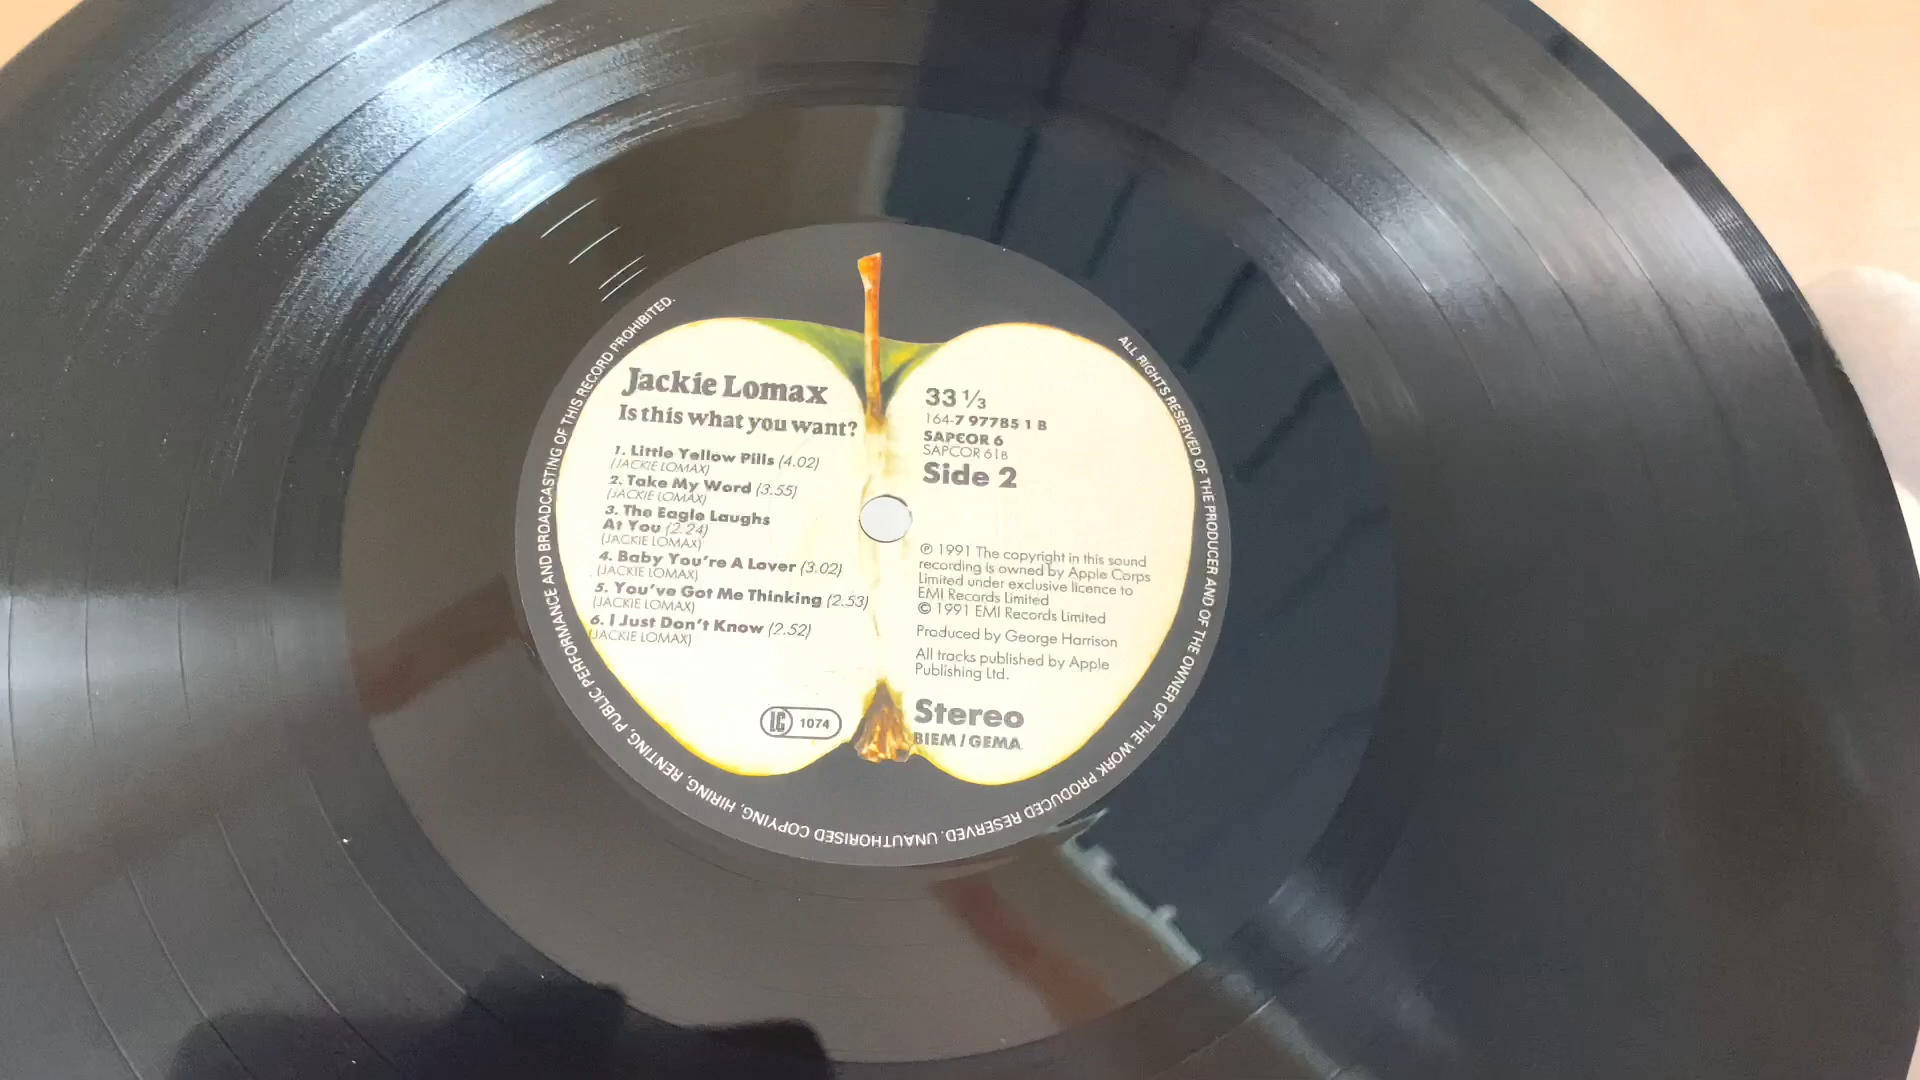 Jackie Lomax
Is this what you want?
1. Little Yellow Pills (4.02)
(JACKIE LOMAX)
2. Take My Word (3.55)
(JACKIE LOMAX)
3. The Eagle Laughs
At You (2.24)
(JACKIE LOMAX)
4. Baby You're A Lover (3.02)
(JACKIE LOMAX)
5. You've Got Me Thinking (2.53)
(JACKIE LOMAX)
6. I Just Don't Know (2.52)
(JACKIE LOMAX)
LC 1074
33 1/3
164-7 97785 1 B
SAPCOR 6
SAPCOR 61B
Side 2
℗ 1991 The copyright in this sound
recording is owned by Apple Corps
Limited under exclusive licence to
EMI Records Limited
© 1991 EMI Records Limited
Produced by George Harrison
All tracks published by Apple
Publishing Ltd.
Stereo
BIEM / GEMA
ALL RIGHTS RESERVED OF THE PRODUCER AND OF THE OWNER OF THE WORK PRODUCED RESERVED. UNAUTHORISED COPYING, HIRING, RENTING, PUBLIC PERFORMANCE AND BROADCASTING OF THIS RECORD PROHIBITED.